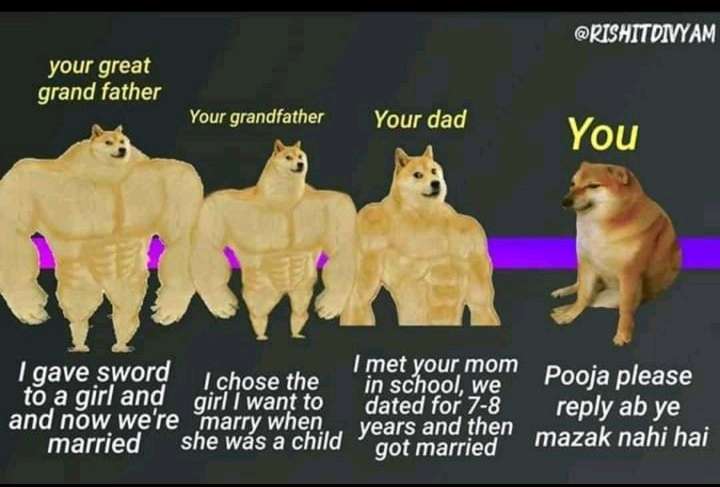 @RISHITDIVYAM
your great
grand father
Your grandfather
Your dad
You
I gave sword
to a girl and
and now we're
married
I chose the
girl I want to
marry when
she was a child
I met your mom
in school, we
dated for 7-8
years and then
got married
Pooja please
reply ab ye
mazak nahi hai